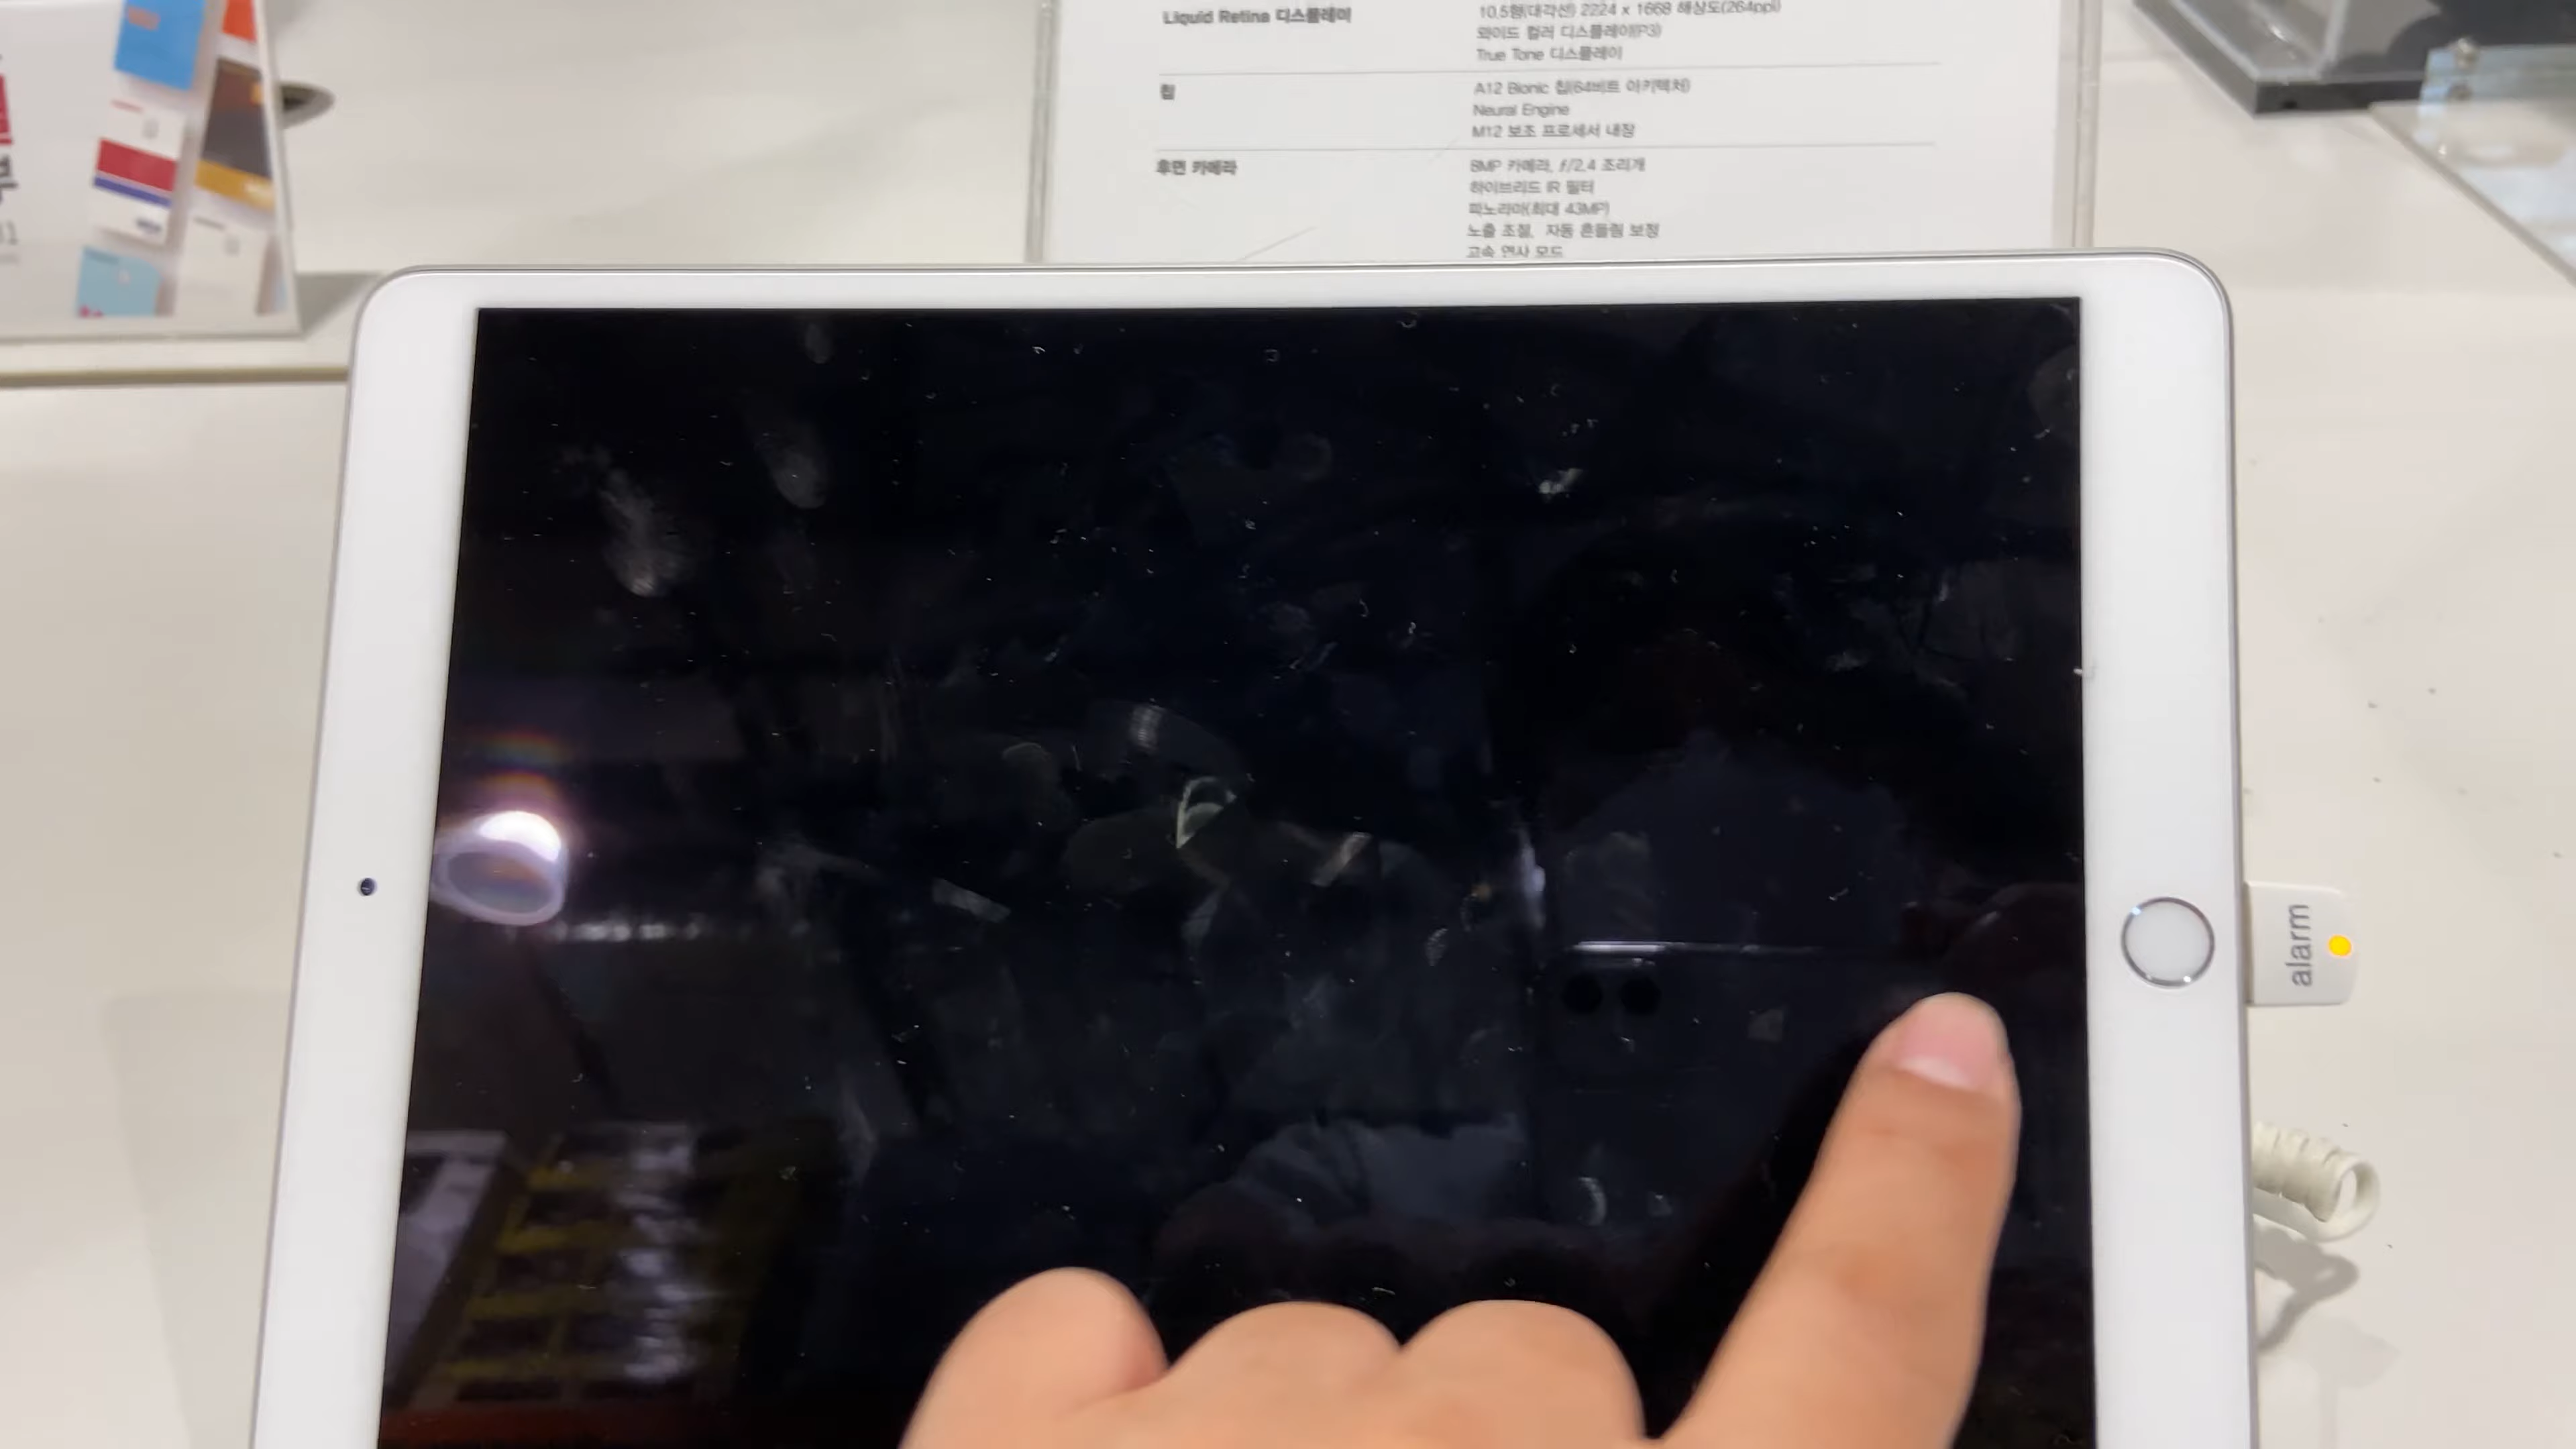 Liquid Retina 디스플레이
10.5형(대각선) 2224 x 1668 해상도(264ppi)
와이드 컬러 디스플레이(P3)
True Tone 디스플레이
칩
A12 Bionic 칩(64비트 아키텍처)
Neural Engine
M12 보조 프로세서 내장
후면 카메라
8MP 카메라, ƒ/2.4 조리개
하이브리드 IR 필터
파노라마(최대 43MP)
노출 조절, 자동 흔들림 보정
고속 연사 모드
alarm